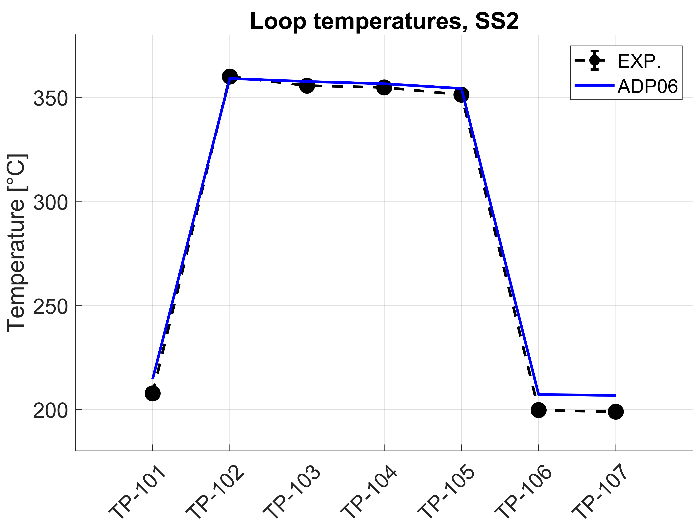 Loop temperatures, SS2
EXP.
ADP06
Temperature [°C]
350
300
250
200
TP-101
TP-102
TP-103
TP-104
TP-105
TP-106
TP-107